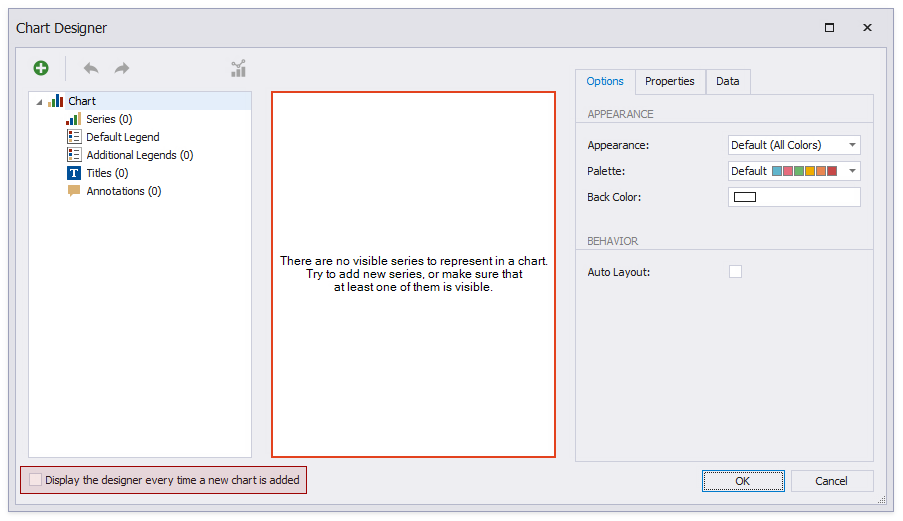 Chart Designer
Chart
Series (0)
Default Legend
Additional Legends (0)
T Titles (0)
Annotations (0)
There are no visible series to represent in a chart.
Try to add new series, or make sure that
at least one of them is visible.
Options Properties Data
APPEARANCE
Appearance: Default (All Colors)
Palette: Default
Back Color:
BEHAVIOR
Auto Layout:
Display the designer every time a new chart is added
OK Cancel